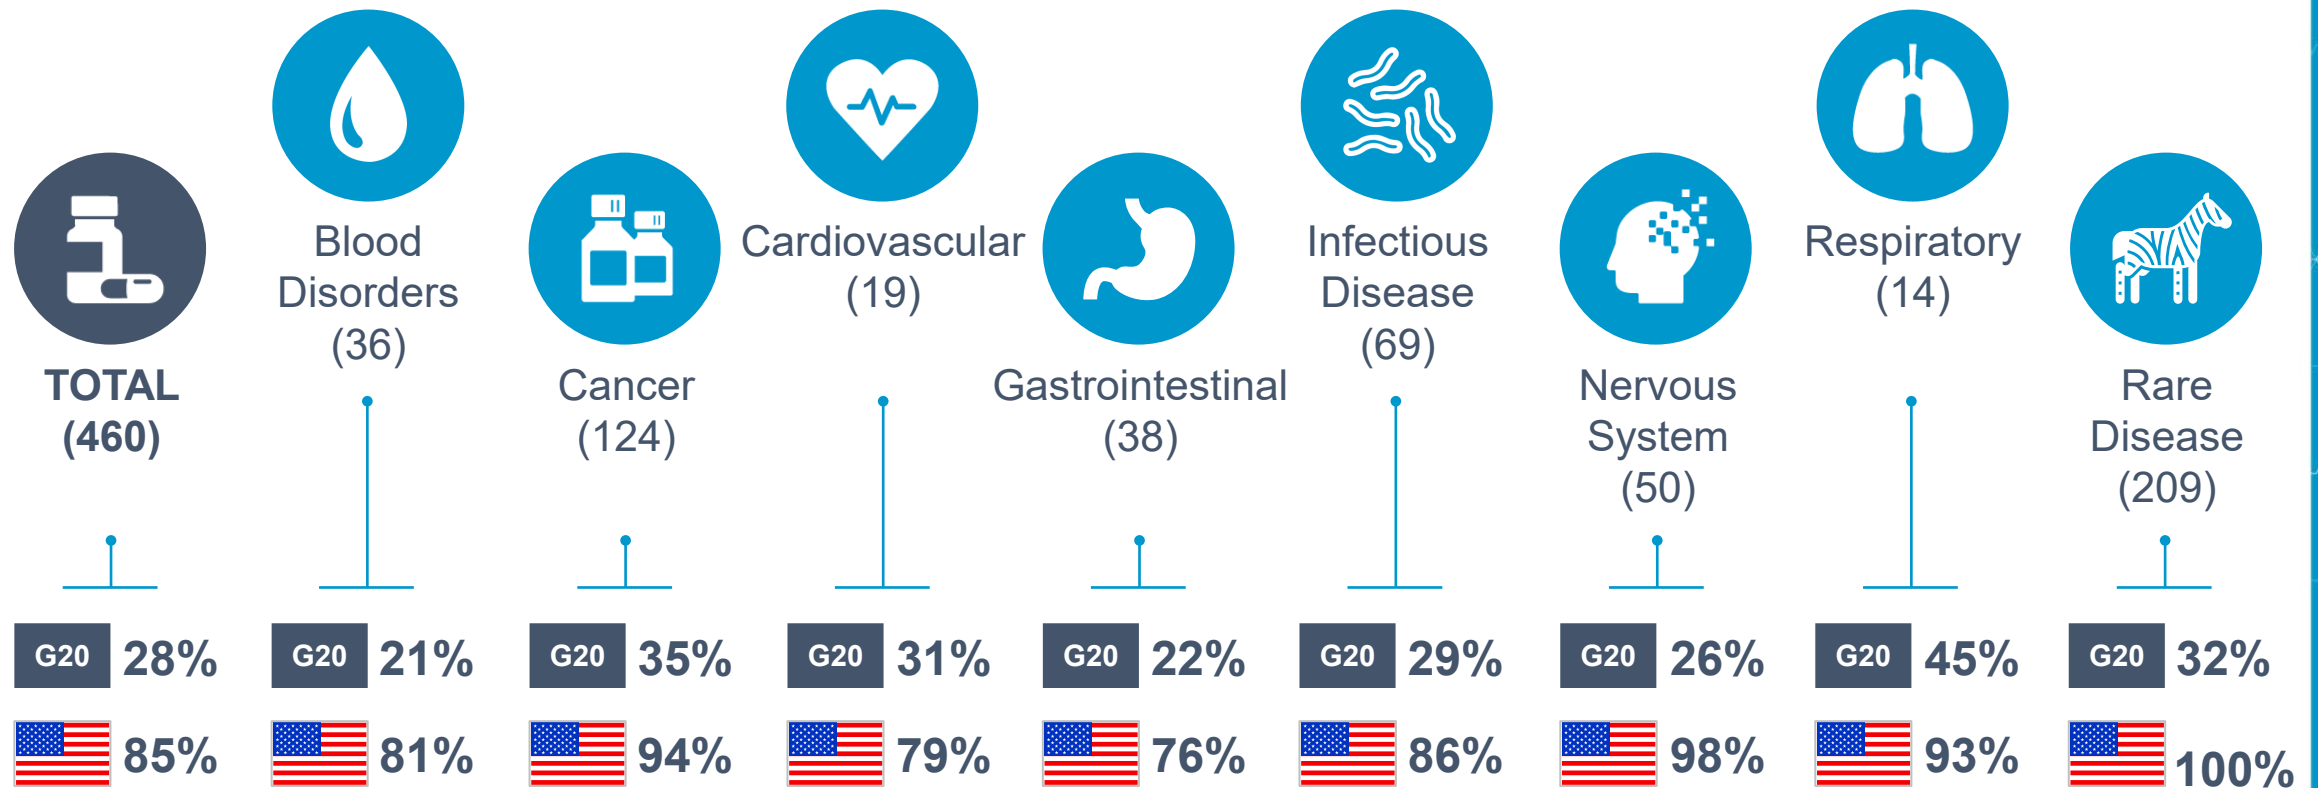 TOTAL
(460)
Blood
Disorders
(36)
Cancer
(124)
Cardiovascular
(19)
Gastrointestinal
(38)
Infectious
Disease
(69)
Nervous
System
(50)
Respiratory
(14)
Rare
Disease
(209)
G20 28% G20 21% G20 35% G20 31% G20 22% G20 29% G20 26% G20 45% G20 32%
85% 81% 94% 79% 76% 86% 98% 93% 100%